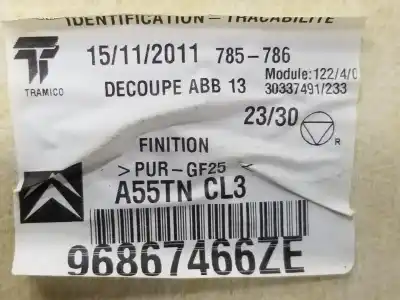 IDENTIFICATION-TRACABILITE
15/11/2011 785-786
TRAMICO
DECOUPE ABB 13
Module:122/4/0
30337491/233
23/30
R
FINITION
>PUR-GF25<
A55TN CL3
96867466ZE